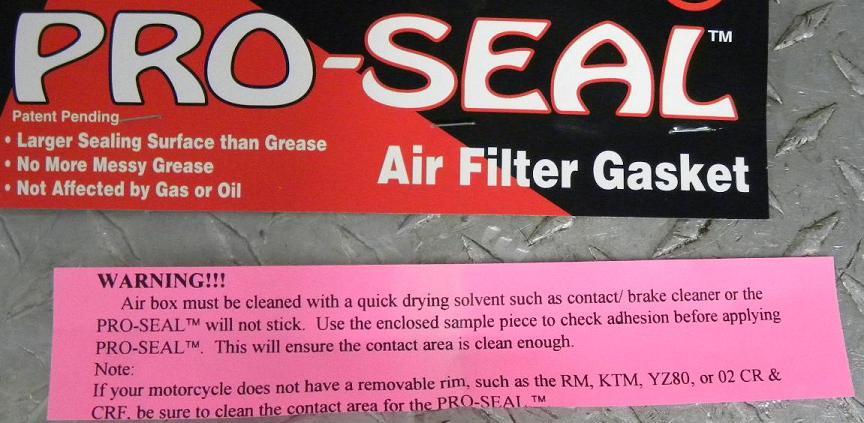 PRO-SEAL™
Patent Pending
• Larger Sealing Surface than Grease
• No More Messy Grease
• Not Affected by Gas or Oil
Air Filter Gasket
WARNING!!!
Air box must be cleaned with a quick drying solvent such as contact/ brake cleaner or the
PRO-SEAL™ will not stick. Use the enclosed sample piece to check adhesion before applying
PRO-SEAL™. This will ensure the contact area is clean enough.
Note:
If your motorcycle does not have a removable rim, such as the RM, KTM, YZ80, or 02 CR &
CRF, be sure to clean the contact area for the PRO-SEAL ™